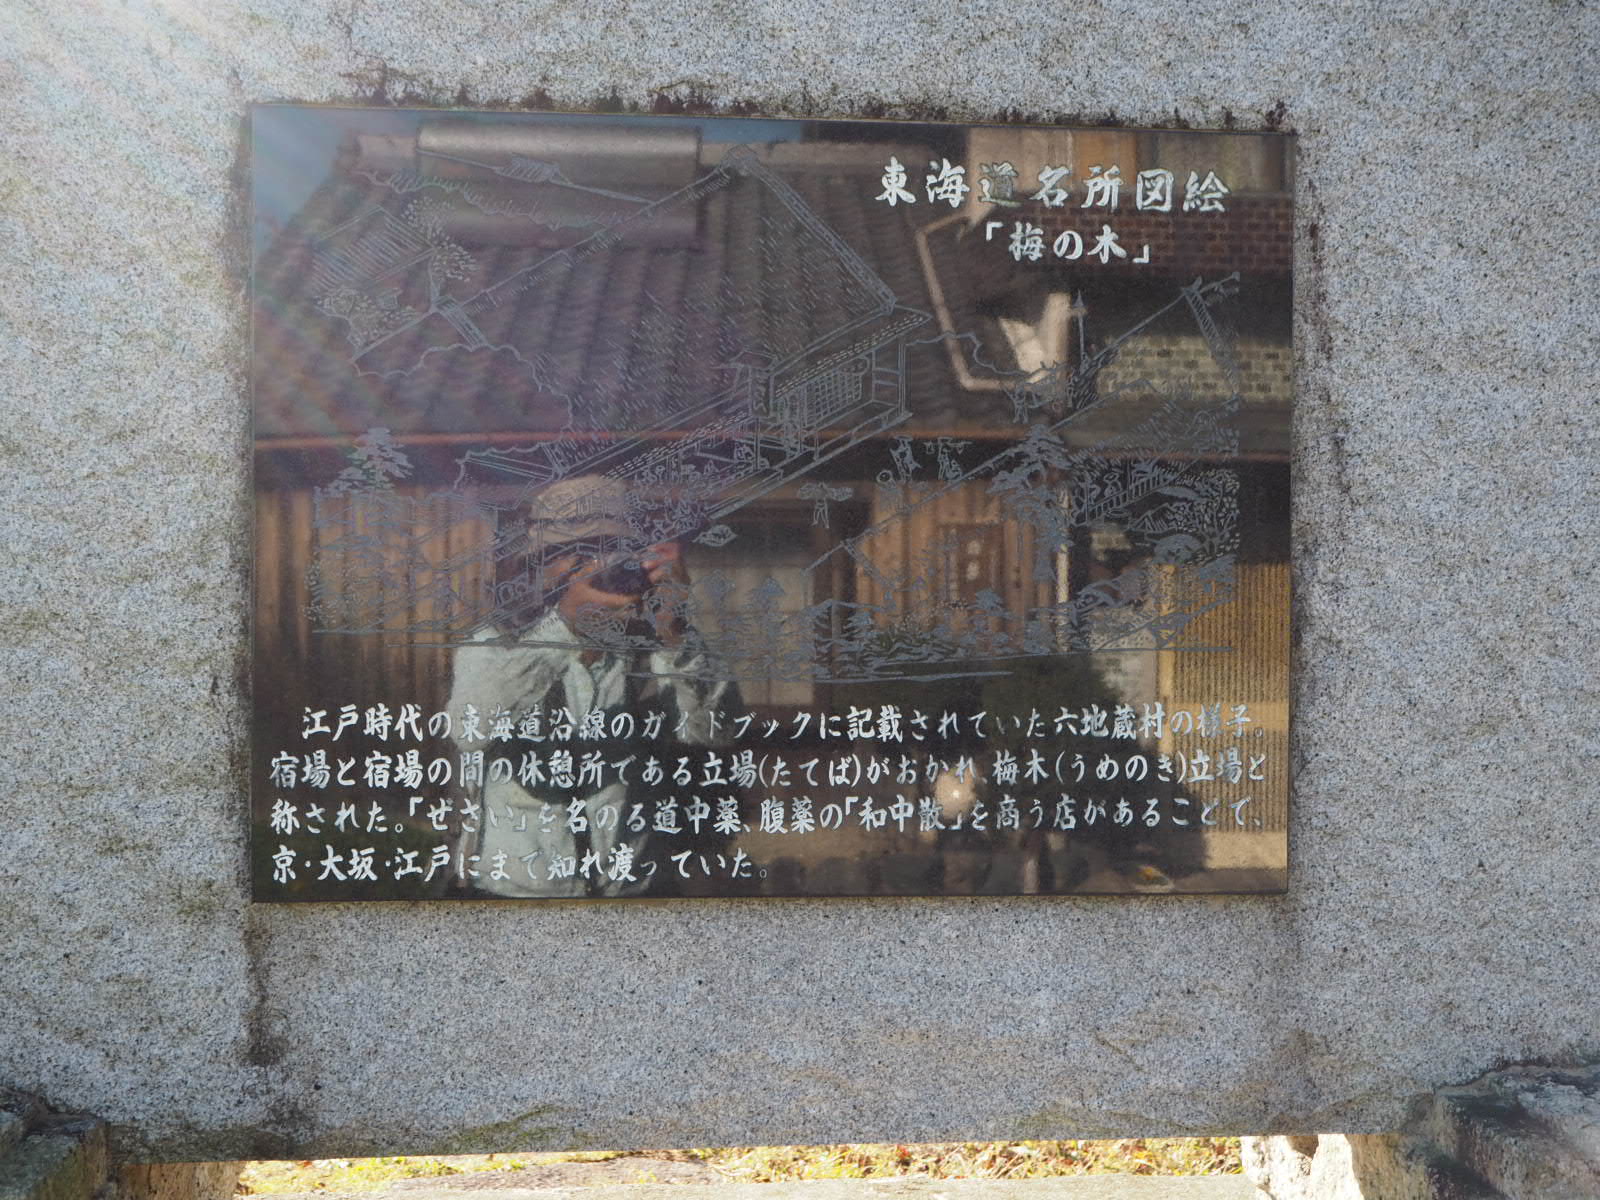 東海道名所図絵
「梅の木」
江戸時代の東海道沿線のガイドブックに記載されていた六地蔵村の様子。
宿場と宿場の間の休憩所である立場(たてば)がおかれ、梅木(うめのき)立場と
称された。「ぜさい」を名のる道中薬、腹薬の「和中散」を商う店があることで、
京・大坂・江戸にまで知れ渡っていた。